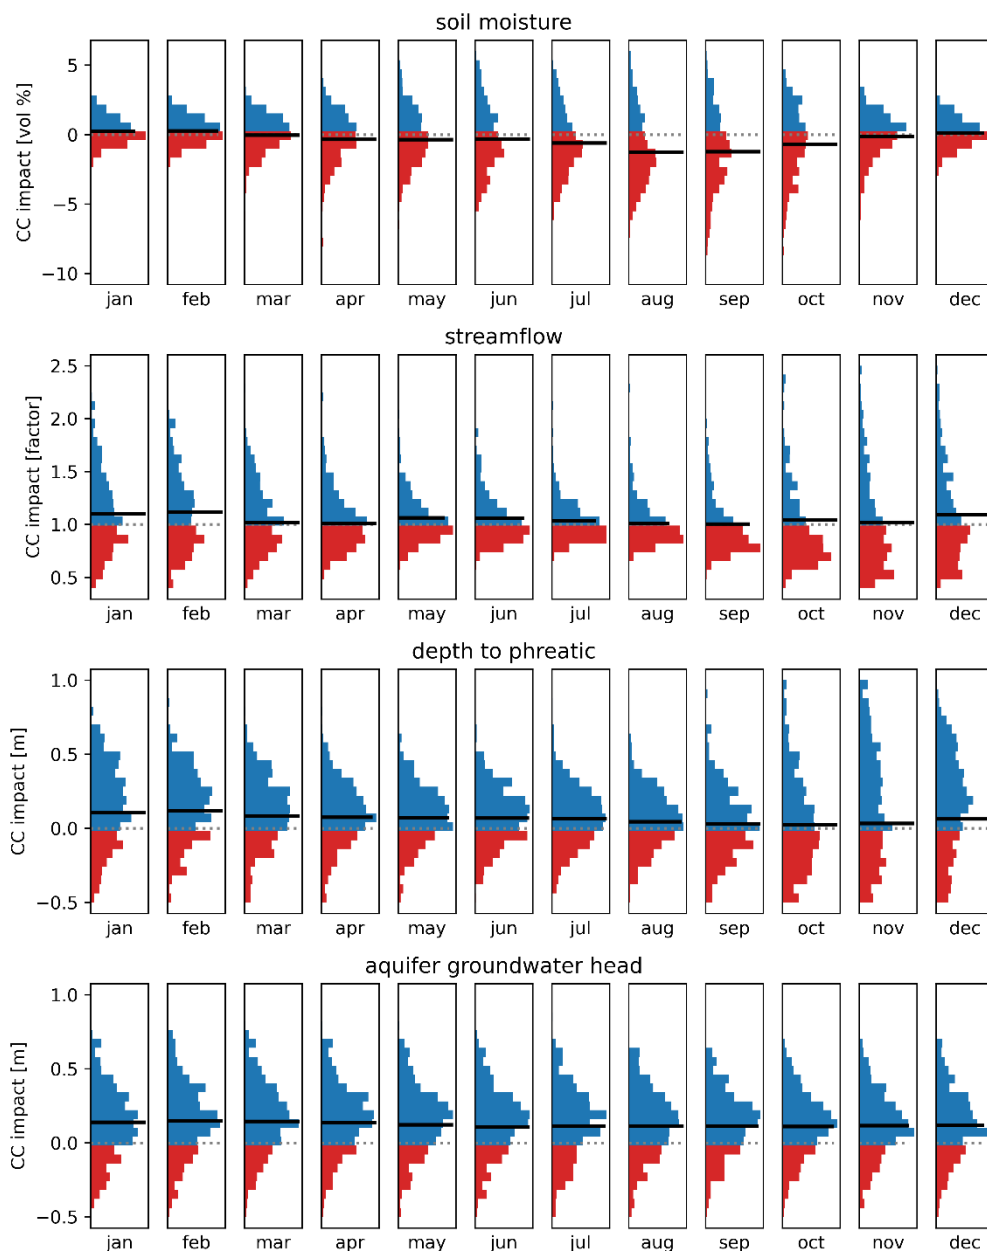 soil moisture
CC impact [vol %]
5
0
−5
−10
jan feb mar apr may jun jul aug sep oct nov dec
streamflow
CC impact [factor]
2.5
2.0
1.5
1.0
0.5
jan feb mar apr may jun jul aug sep oct nov dec
depth to phreatic
CC impact [m]
1.0
0.5
0.0
−0.5
jan feb mar apr may jun jul aug sep oct nov dec
aquifer groundwater head
CC impact [m]
1.0
0.5
0.0
−0.5
jan feb mar apr may jun jul aug sep oct nov dec